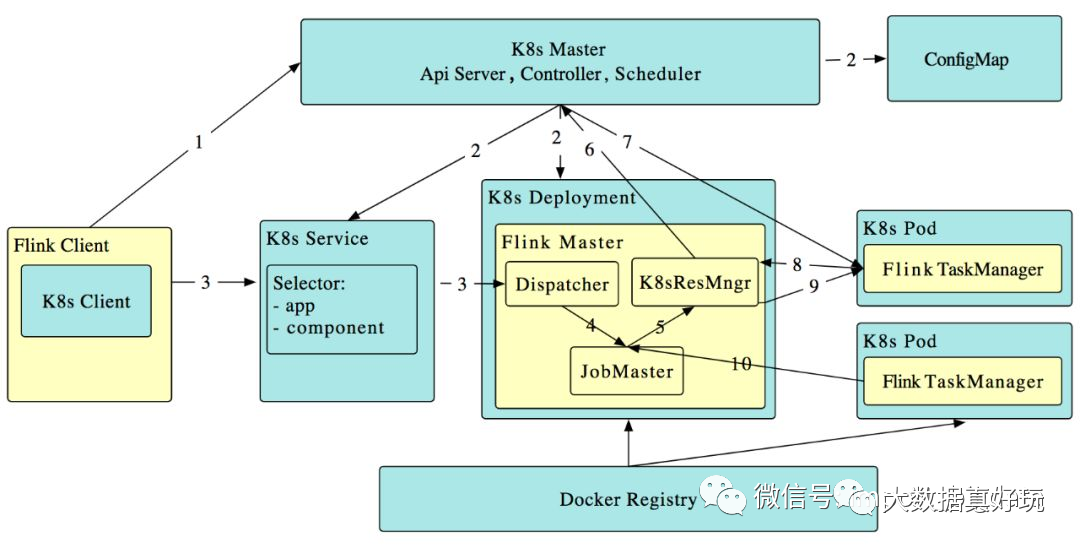 K8s Master
Api Server, Controller, Scheduler
2
ConfigMap
1
2
2
6
7
K8s Deployment
Flink Client
K8s Client
3
K8s Service
Selector:
- app
- component
3
Flink Master
Dispatcher
K8sResMngr
4
5
JobMaster
8
9
10
K8s Pod
Flink TaskManager
K8s Pod
Flink TaskManager
Docker Registry
微信号
大数据真好玩